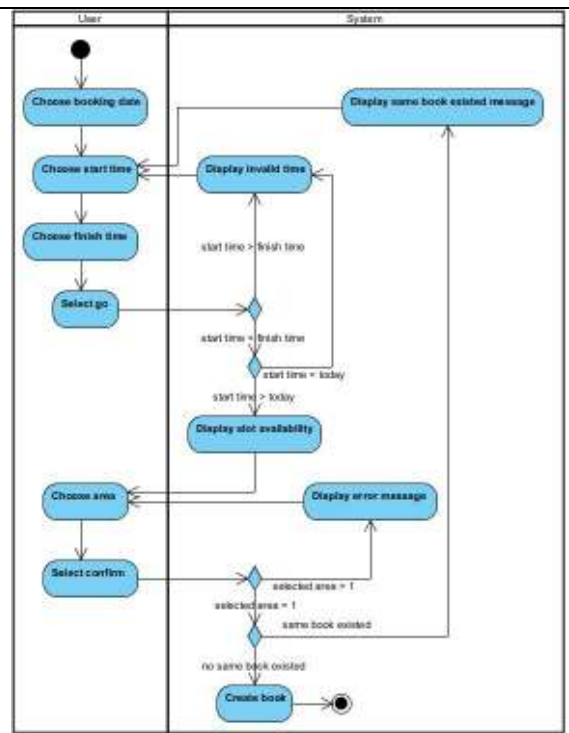 User
System
Choose booking date
Display same book existed message
Choose start time
Display invalid time
Choose finish time
start time > finish time
Select go
start time < finish time
start time < today
start time > today
Display slot availability
Choose area
Display error message
Select confirm
selected area > 1
selected area = 1
same book existed
no same book existed
Create book